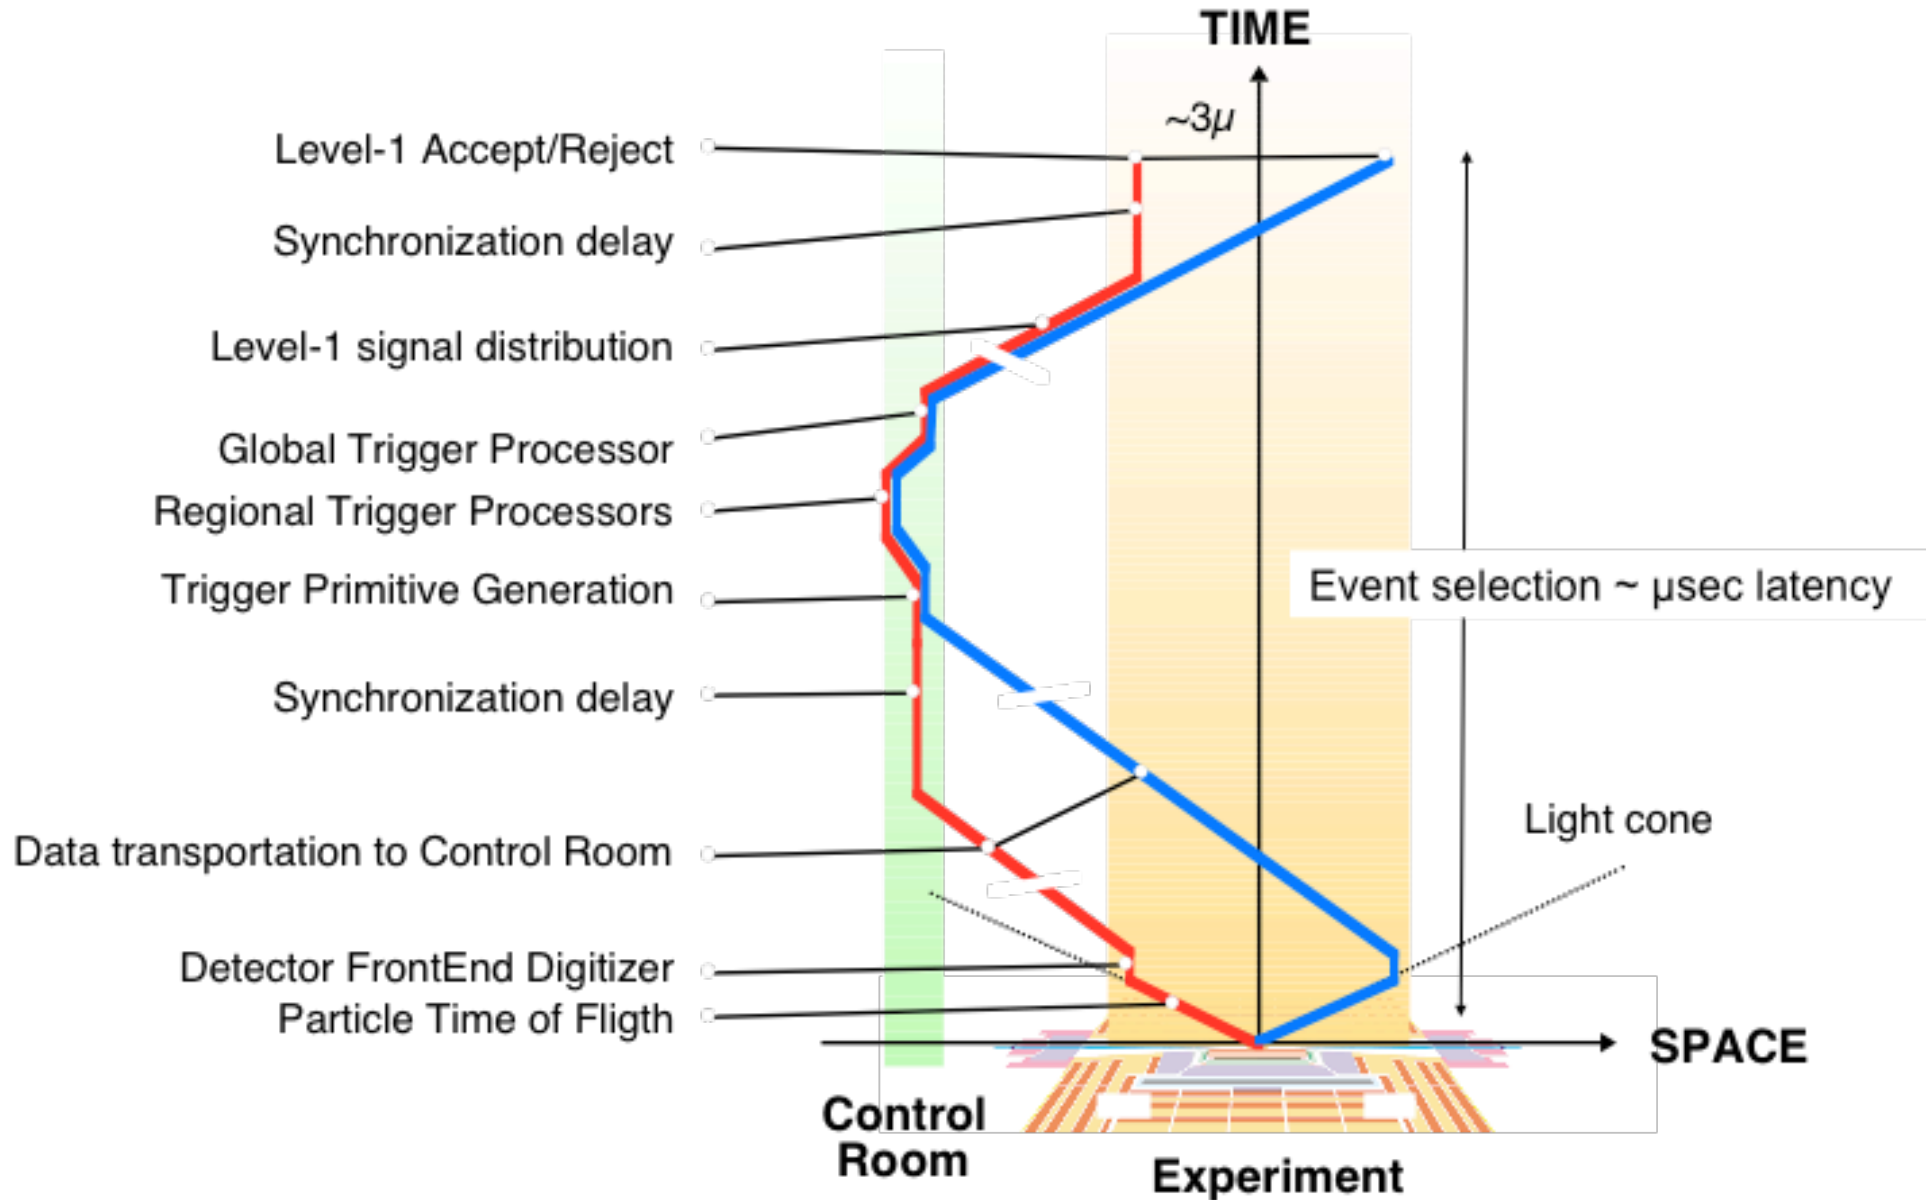 TIME
~3μ
Level-1 Accept/Reject
Synchronization delay
Level-1 signal distribution
Global Trigger Processor
Regional Trigger Processors
Trigger Primitive Generation
Event selection ~ μsec latency
Synchronization delay
Light cone
Data transportation to Control Room
Detector FrontEnd Digitizer
Particle Time of Fligth
SPACE
Control
Room
Experiment